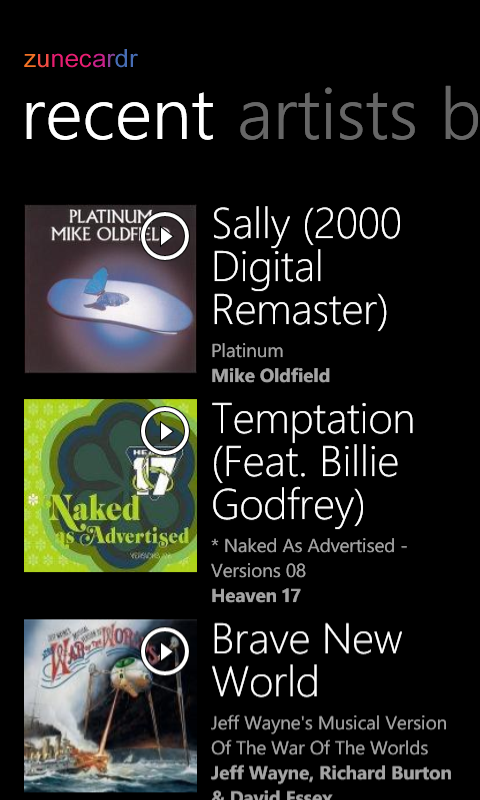 zunecardr
recent artists b
PLATINUM
MIKE OLDFIELD
Sally (2000
Digital
Remaster)
Platinum
Mike Oldfield
17
Naked
as Advertised
VERSIONS 08
Temptation
(Feat. Billie
Godfrey)
* Naked As Advertised -
Versions 08
Heaven 17
JEFF WAYNE'S MUSICAL VERSION
WAR OF THE WORLDS
Brave New
World
Jeff Wayne's Musical Version
Of The War Of The Worlds
Jeff Wayne, Richard Burton
& David Essex